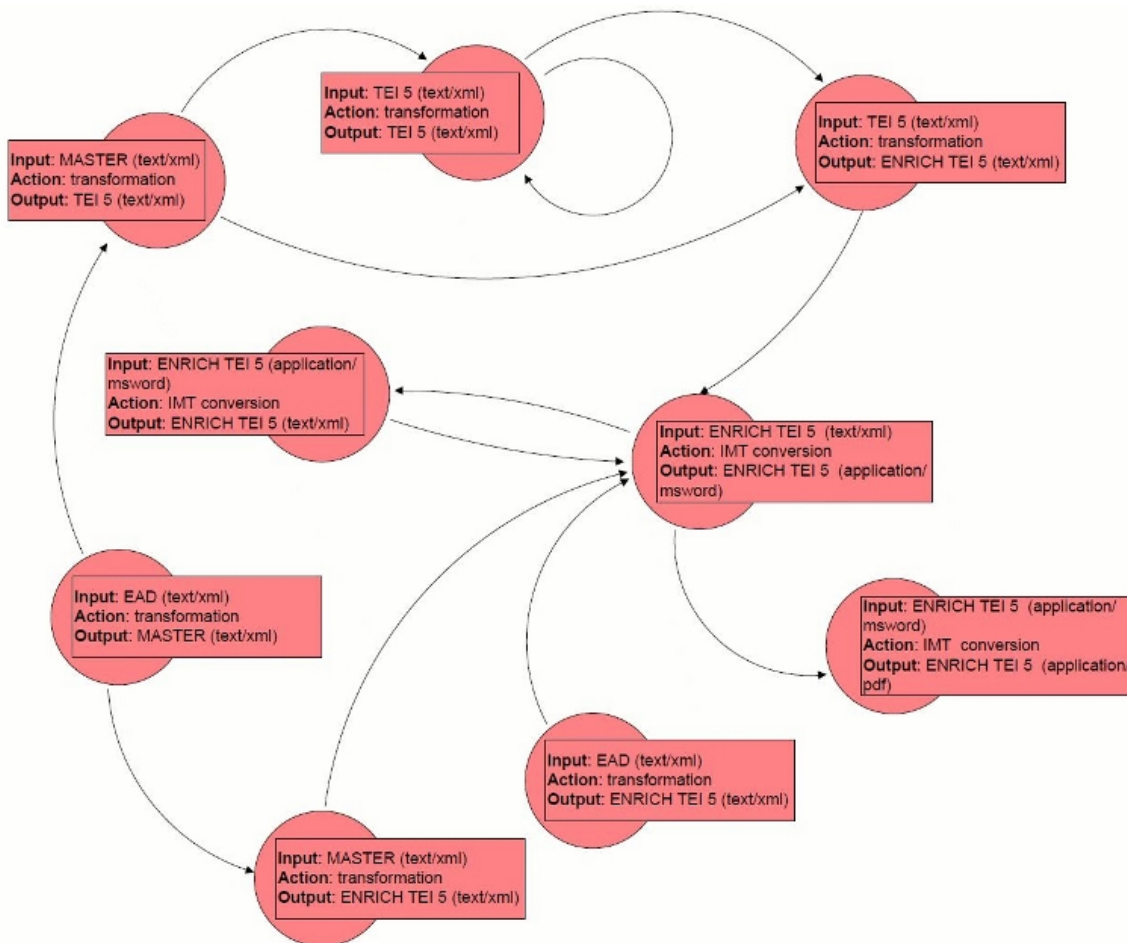 Input: TEI 5 (text/xml)
Action: transformation
Output: TEI 5 (text/xml)
Input: TEI 5 (text/xml)
Action: transformation
Output: ENRICH TEI 5 (text/xml)
Input: MASTER (text/xml)
Action: transformation
Output: TEI 5 (text/xml)
Input: ENRICH TEI 5 (application/
msword)
Action: IMT conversion
Output: ENRICH TEI 5 (text/xml)
Input: ENRICH TEI 5 (text/xml)
Action: IMT conversion
Output: ENRICH TEI 5 (application/
msword)
Input: EAD (text/xml)
Action: transformation
Output: MASTER (text/xml)
Input: ENRICH TEI 5 (application/
msword)
Action: IMT conversion
Output: ENRICH TEI 5 (application/
pdf)
Input: EAD (text/xml)
Action: transformation
Output: ENRICH TEI 5 (text/xml)
Input: MASTER (text/xml)
Action: transformation
Output: ENRICH TEI 5 (text/xml)